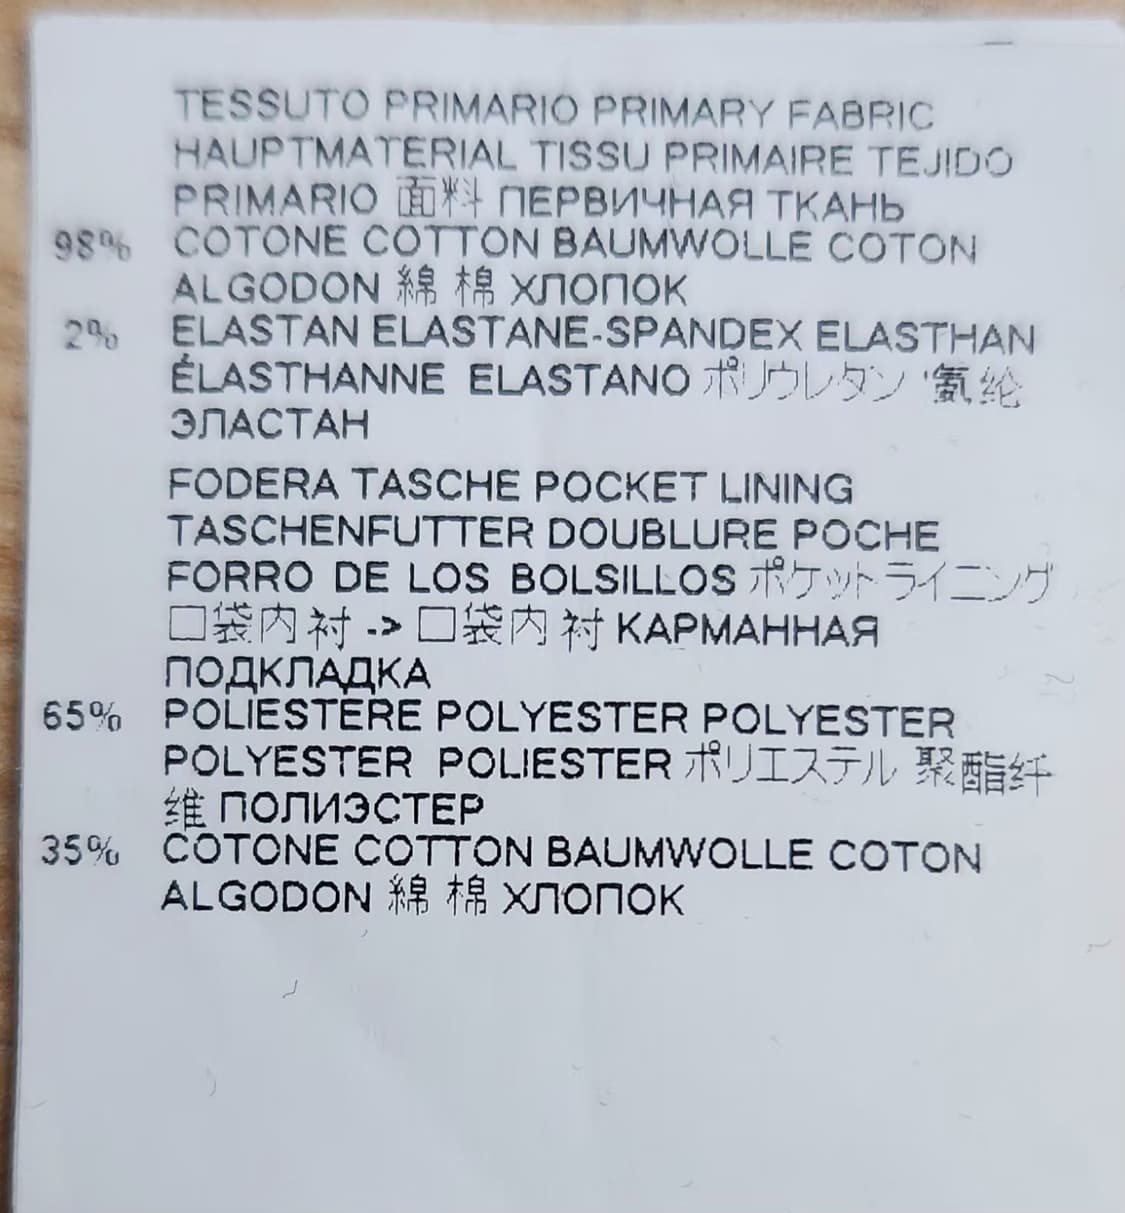 TESSUTO PRIMARIO PRIMARY FABRIC
HAUPTMATERIAL TISSU PRIMAIRE TEJIDO
PRIMARIO 面料 ПЕРВИЧНАЯ ТКАНЬ
98% COTONE COTTON BAUMWOLLE COTON
ALGODON 綿 棉 ХЛОПОК
2% ELASTAN ELASTANE-SPANDEX ELASTHAN
ÉLASTHANNE ELASTANO ポリウレタン '氨纶
ЭЛАСТАН
FODERA TASCHE POCKET LINING
TASCHENFUTTER DOUBLURE POCHE
FORRO DE LOS BOLSILLOS ポケットライニング
口袋内衬 -> 口袋内衬 КАРМАННАЯ
ПОДКЛАДКА
65% POLIESTERE POLYESTER POLYESTER
POLYESTER POLIESTER ポリエステル 聚酯纤
维 ПОЛИЭСТЕР
35% COTONE COTTON BAUMWOLLE COTON
ALGODON 綿 棉 ХЛОПОК